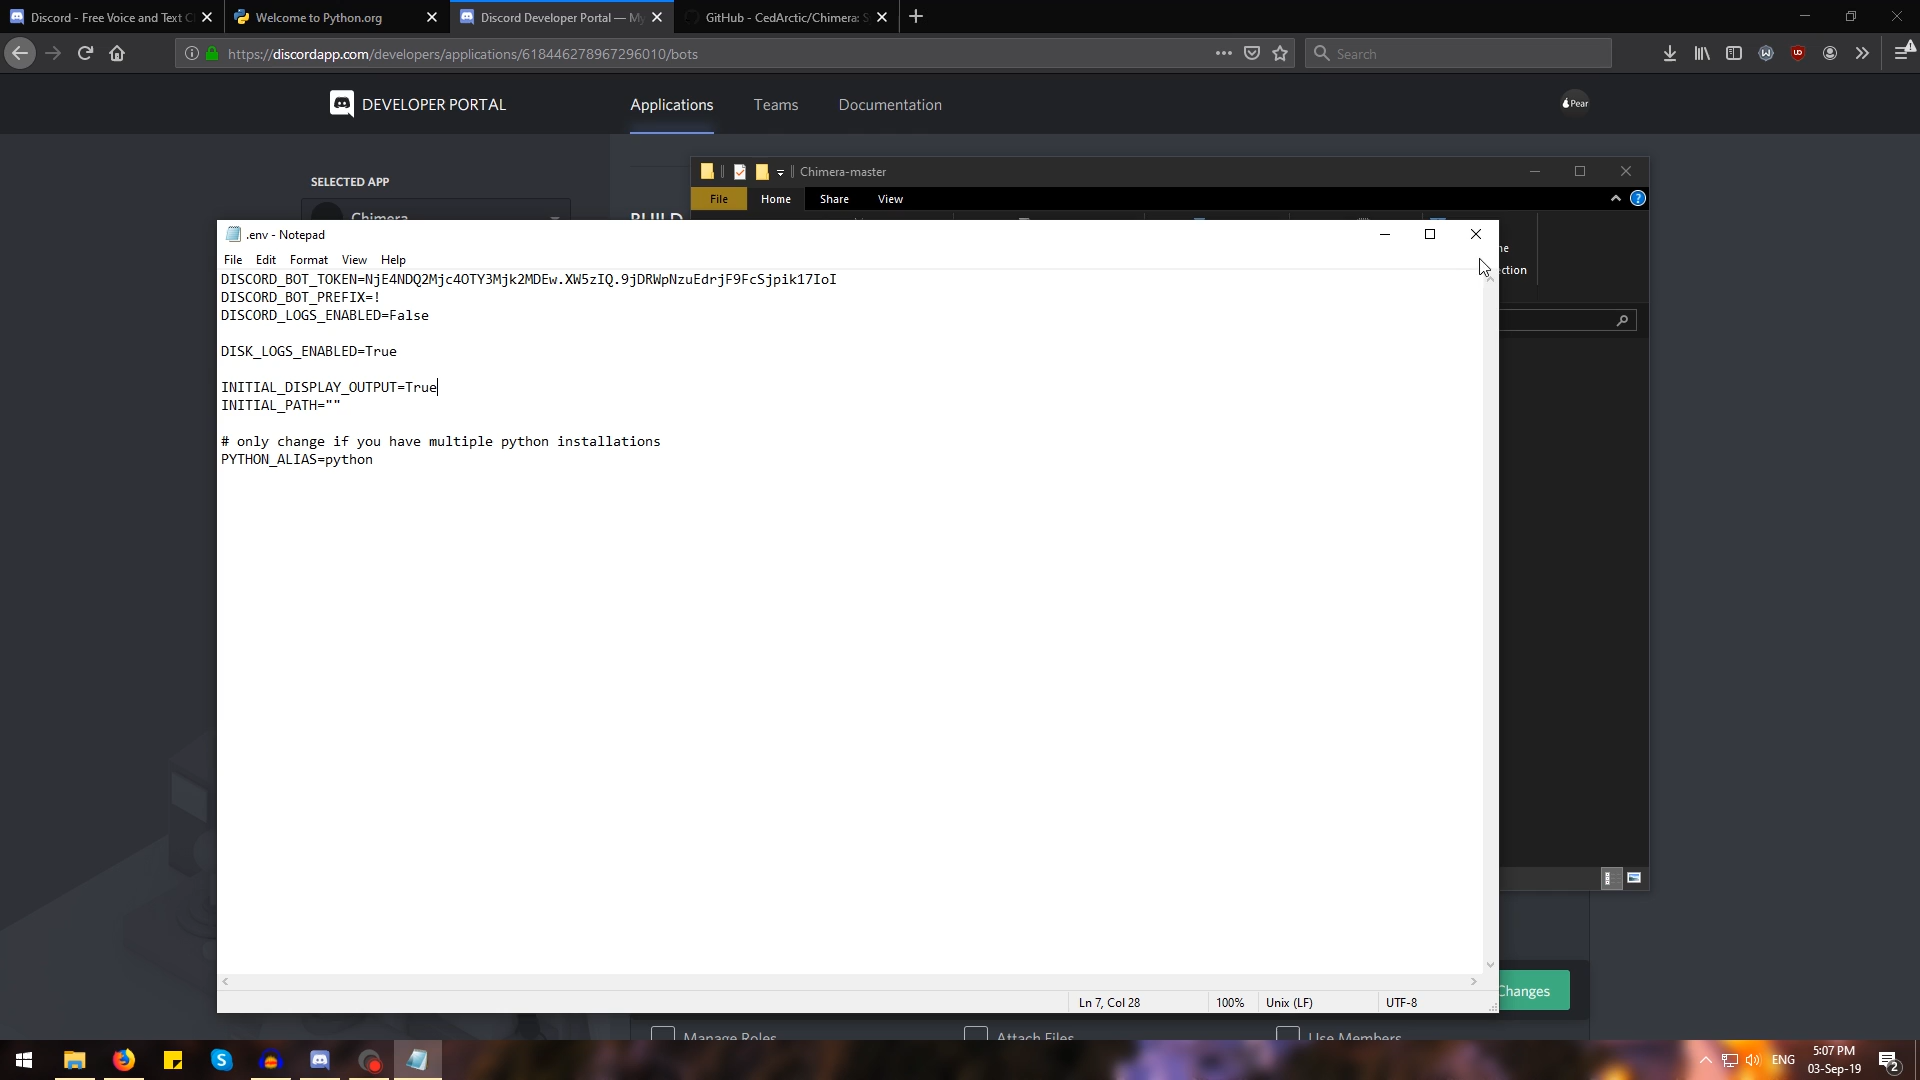 Discord - Free Voice and Text C
Welcome to Python.org
Discord Developer Portal — My
GitHub - CedArctic/Chimera: S
https://discordapp.com/developers/applications/618446278967296010/bots
Search
DEVELOPER PORTAL
Applications
Teams
Documentation
Pear
SELECTED APP
Chimera
BUILD
Chimera-master
File
Home
Share
View
.env - Notepad
File Edit Format View Help
DISCORD_BOT_TOKEN=NjE4NDQ2Mjc4OTY3Mjk2MDEw.XW5zIQ.9jDRWpNzuEdrjF9FcSjpik17IoI
DISCORD_BOT_PREFIX=!
DISCORD_LOGS_ENABLED=False
DISK_LOGS_ENABLED=True
INITIAL_DISPLAY_OUTPUT=True
INITIAL_PATH=""
# only change if you have multiple python installations
PYTHON_ALIAS=python
ction
Changes
Ln 7, Col 28
100%
Unix (LF)
UTF-8
Manage Roles
Attach Files
Use Members
ENG
5:07 PM
03-Sep-19
2